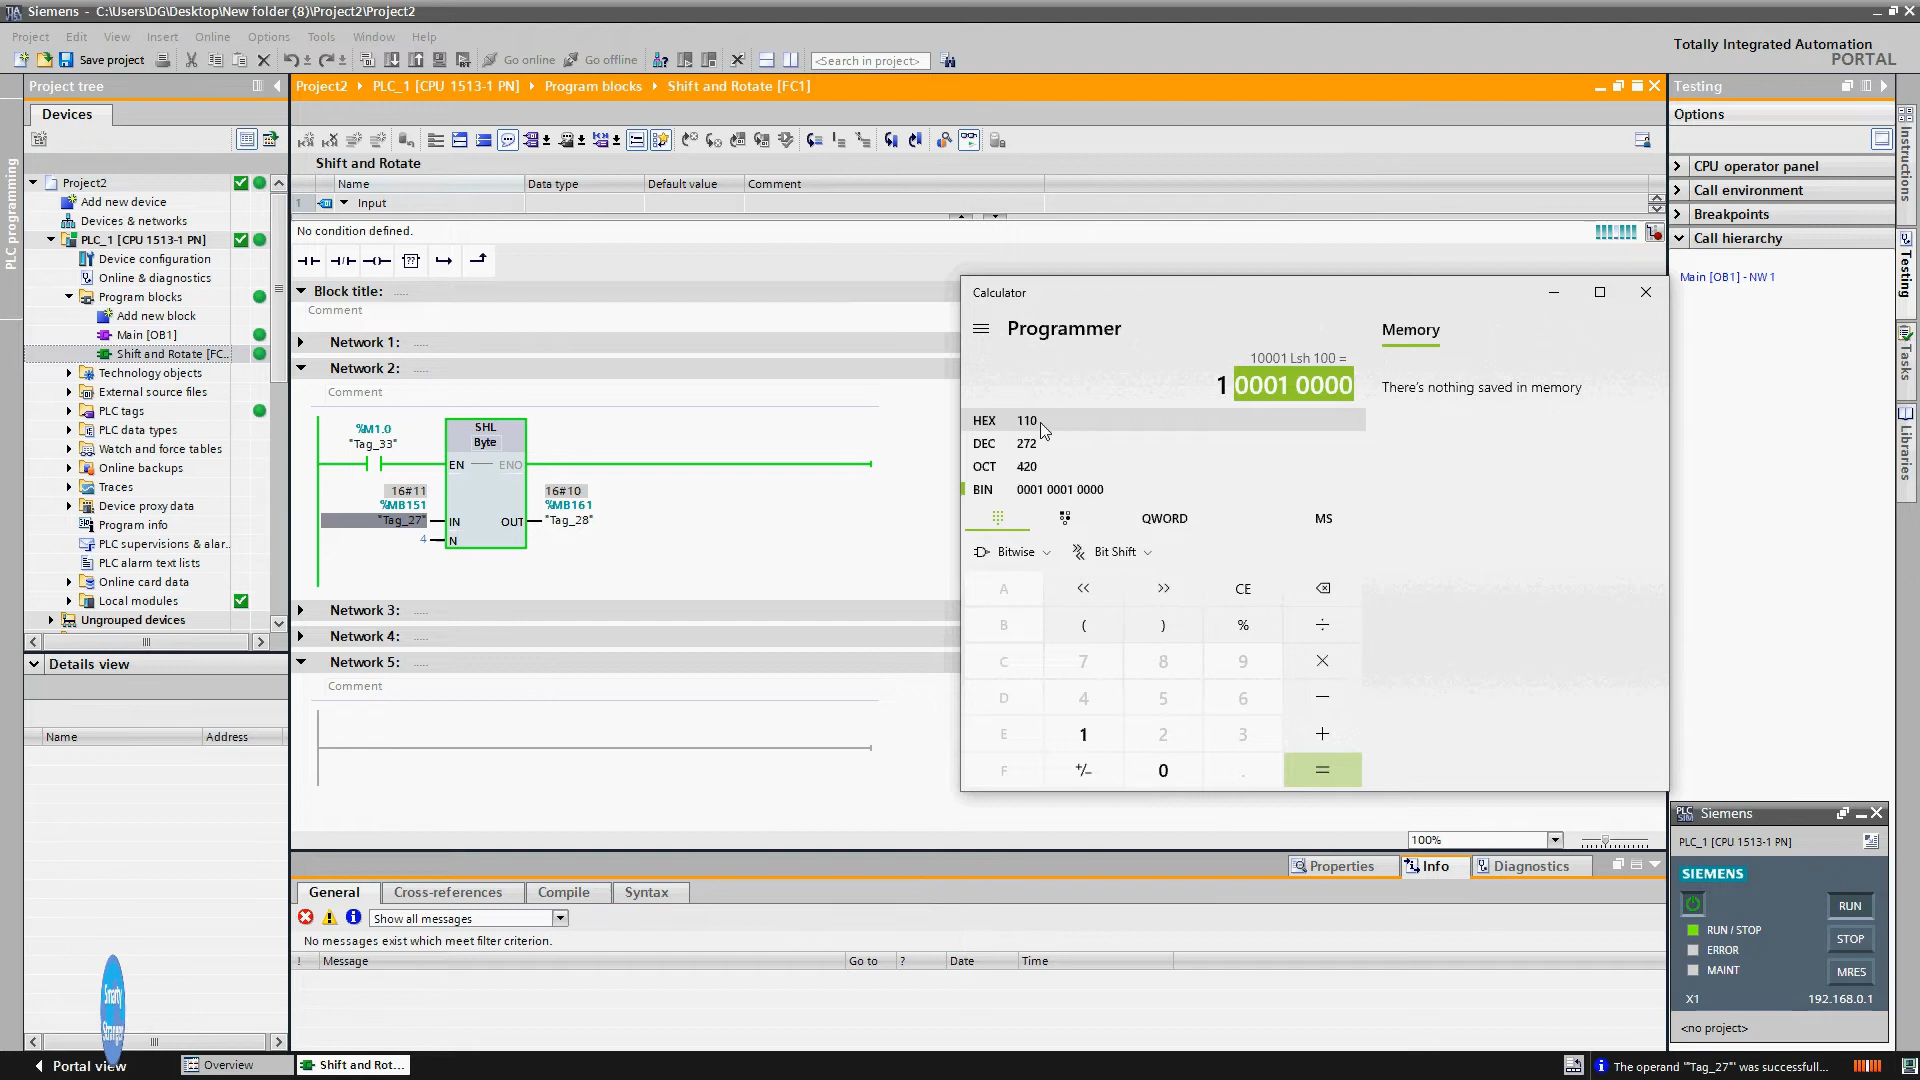 Siemens - C:\Users\DG\Desktop\New folder (8)\Project2\Project2
Project Edit View Insert Online Options Tools Window Help
Totally Integrated Automation
PORTAL
Save project
Go online
Go offline
<Search in project>
Project tree
Project2 PLC_1 [CPU 1513-1 PN] Program blocks Shift and Rotate [FC1]
Testing
Devices
Options
PLC programming
Project2
Add new device
Devices & networks
PLC_1 [CPU 1513-1 PN]
Device configuration
Online & diagnostics
Program blocks
Add new block
Main [OB1]
Shift and Rotate [FC...
Technology objects
External source files
PLC tags
PLC data types
Watch and force tables
Online backups
Traces
Device proxy data
Program info
PLC supervisions & alar...
PLC alarm text lists
Online card data
Local modules
Ungrouped devices
Details view
Name Address
Shift and Rotate
Name Data type Default value Comment
1 Input
No condition defined.
??
Block title: .....
Comment
Network 1: .....
Network 2: .....
Comment
%M1.0
"Tag_33"
SHL
Byte
EN ENO
16#11
%MB151
"Tag_27"
IN OUT
16#10
%MB161
"Tag_28"
4 N
Network 3: .....
Network 4: .....
Network 5: .....
Comment
100%
Calculator
Programmer
Memory
10001 Lsh 100 =
1 0001 0000
There's nothing saved in memory
HEX 110
DEC 272
OCT 420
BIN 0001 0001 0000
QWORD MS
Bitwise Bit Shift
A << >> CE
B ( ) % ÷
C 7 8 9 ×
D 4 5 6 −
E 1 2 3 +
F +/− 0 . =
CPU operator panel
Call environment
Breakpoints
Call hierarchy
Main [OB1] - NW 1
Instructions
Testing
Tasks
Libraries
Properties Info Diagnostics
General Cross-references Compile Syntax
Show all messages
No messages exist which meet filter criterion.
! Message Go to ? Date Time
Siemens
PLC_1 [CPU 1513-1 PN]
SIEMENS
RUN / STOP
ERROR
MAINT
RUN
STOP
MRES
X1 192.168.0.1
<no project>
Smarty
Stranger
Portal view
Overview
Shift and Rot...
The operand '"Tag_27"' was successfull...